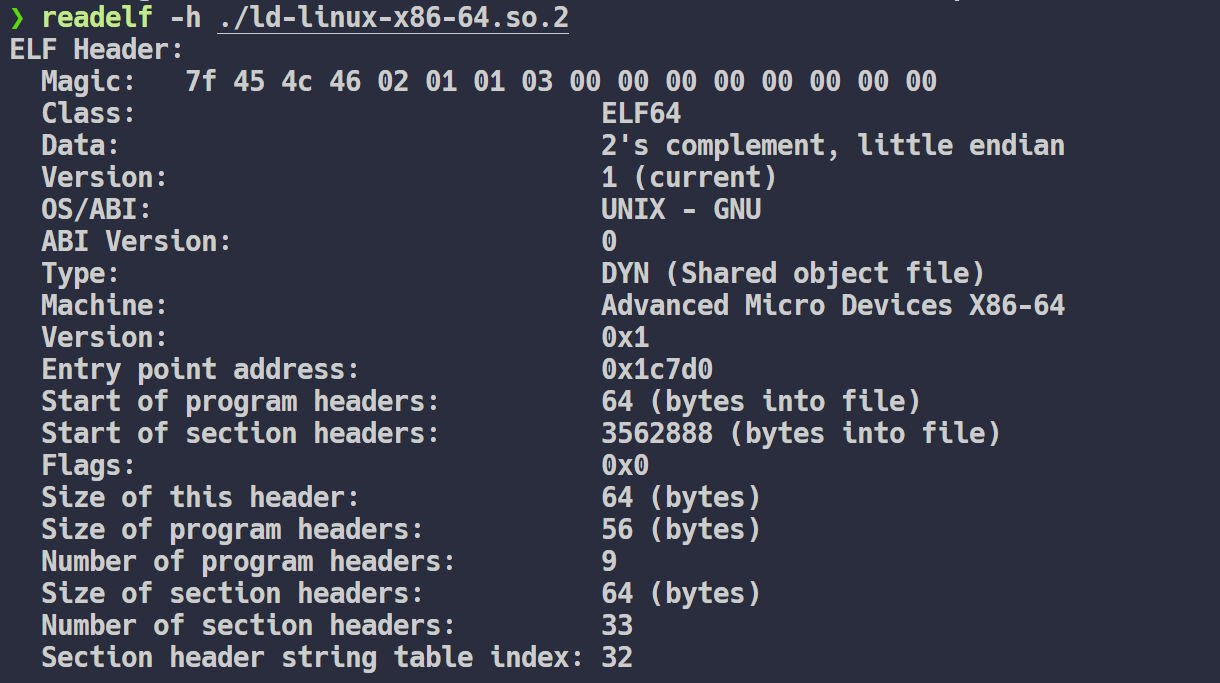 ❯ readelf -h ./ld-linux-x86-64.so.2
ELF Header:
  Magic:   7f 45 4c 46 02 01 01 03 00 00 00 00 00 00 00 00
  Class:                             ELF64
  Data:                              2's complement, little endian
  Version:                           1 (current)
  OS/ABI:                            UNIX - GNU
  ABI Version:                       0
  Type:                              DYN (Shared object file)
  Machine:                           Advanced Micro Devices X86-64
  Version:                           0x1
  Entry point address:               0x1c7d0
  Start of program headers:          64 (bytes into file)
  Start of section headers:          3562888 (bytes into file)
  Flags:                             0x0
  Size of this header:               64 (bytes)
  Size of program headers:           56 (bytes)
  Number of program headers:         9
  Size of section headers:           64 (bytes)
  Number of section headers:         33
  Section header string table index: 32